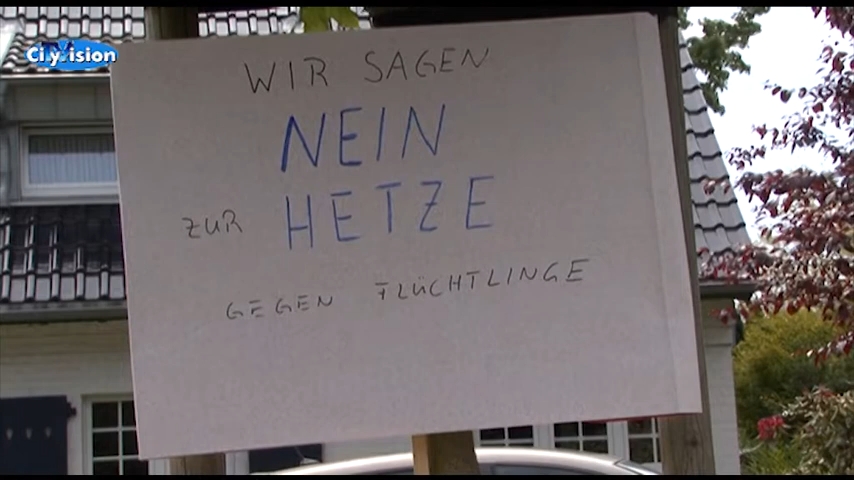 CityVision
WIR SAGEN
NEIN
ZUR HETZE
GEGEN FLÜCHTLINGE